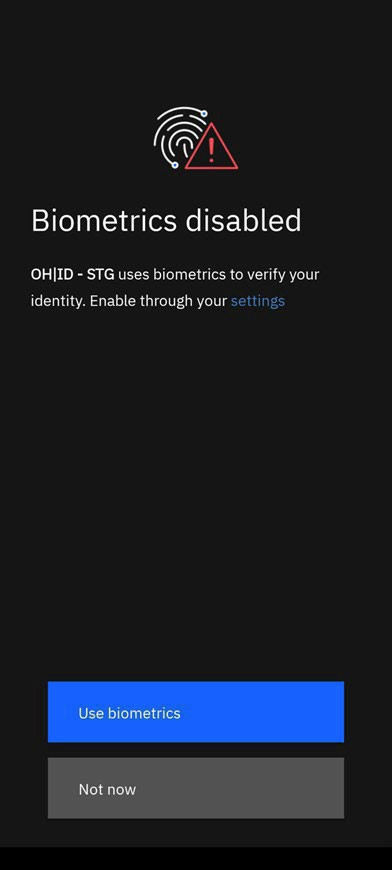 Biometrics disabled
OH|ID - STG uses biometrics to verify your
identity. Enable through your settings
Use biometrics
Not now